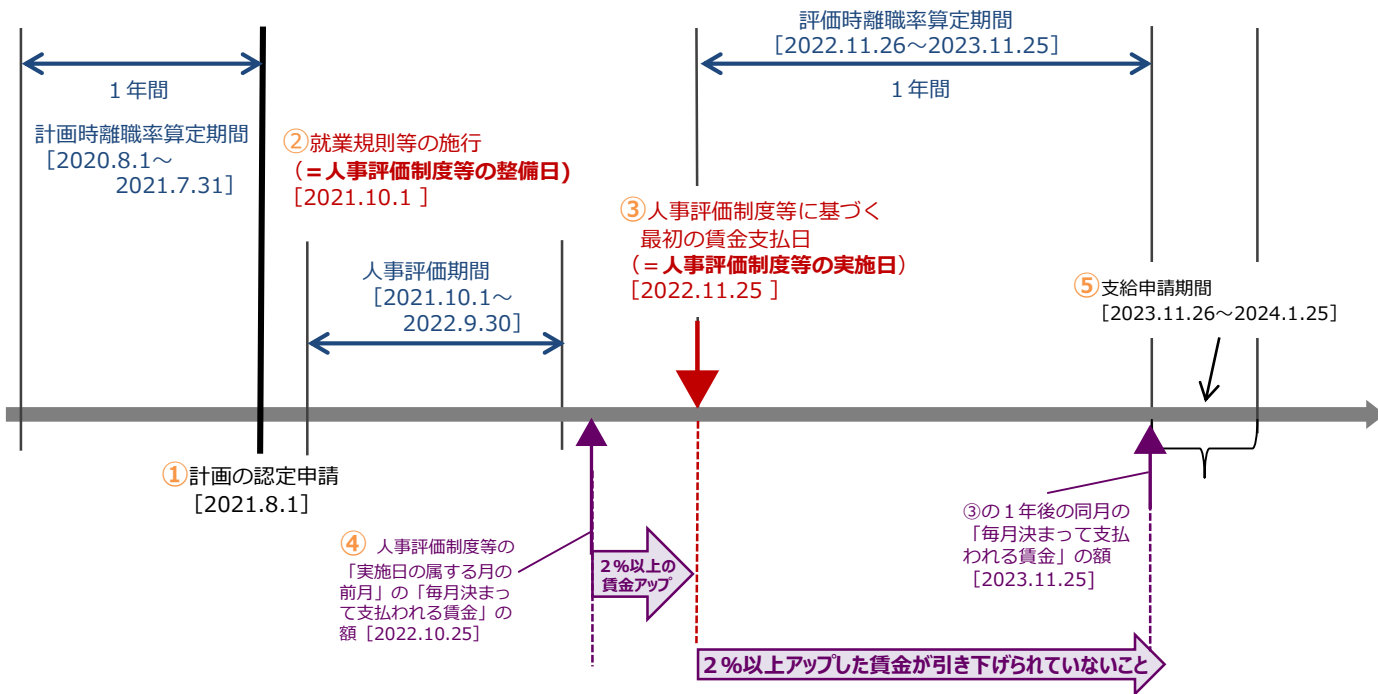 1年間
計画時離職率算定期間
［2020.8.1～
2021.7.31］
②就業規則等の施行
（＝人事評価制度等の整備日)
［2021.10.1 ］
人事評価期間
［2021.10.1～
2022.9.30］
評価時離職率算定期間
［2022.11.26～2023.11.25］
1年間
③人事評価制度等に基づく
最初の賃金支払日
（＝人事評価制度等の実施日）
［2022.11.25 ］
⑤支給申請期間
［2023.11.26～2024.1.25］
①計画の認定申請
［2021.8.1］
④ 人事評価制度等の
「実施日の属する月の
前月」の「毎月決まっ
て支払われる賃金」の
額［2022.10.25］
２％以上の
賃金アップ
③の１年後の同月の
「毎月決まって支払
われる賃金」の額
［2023.11.25］
２％以上アップした賃金が引き下げられていないこと